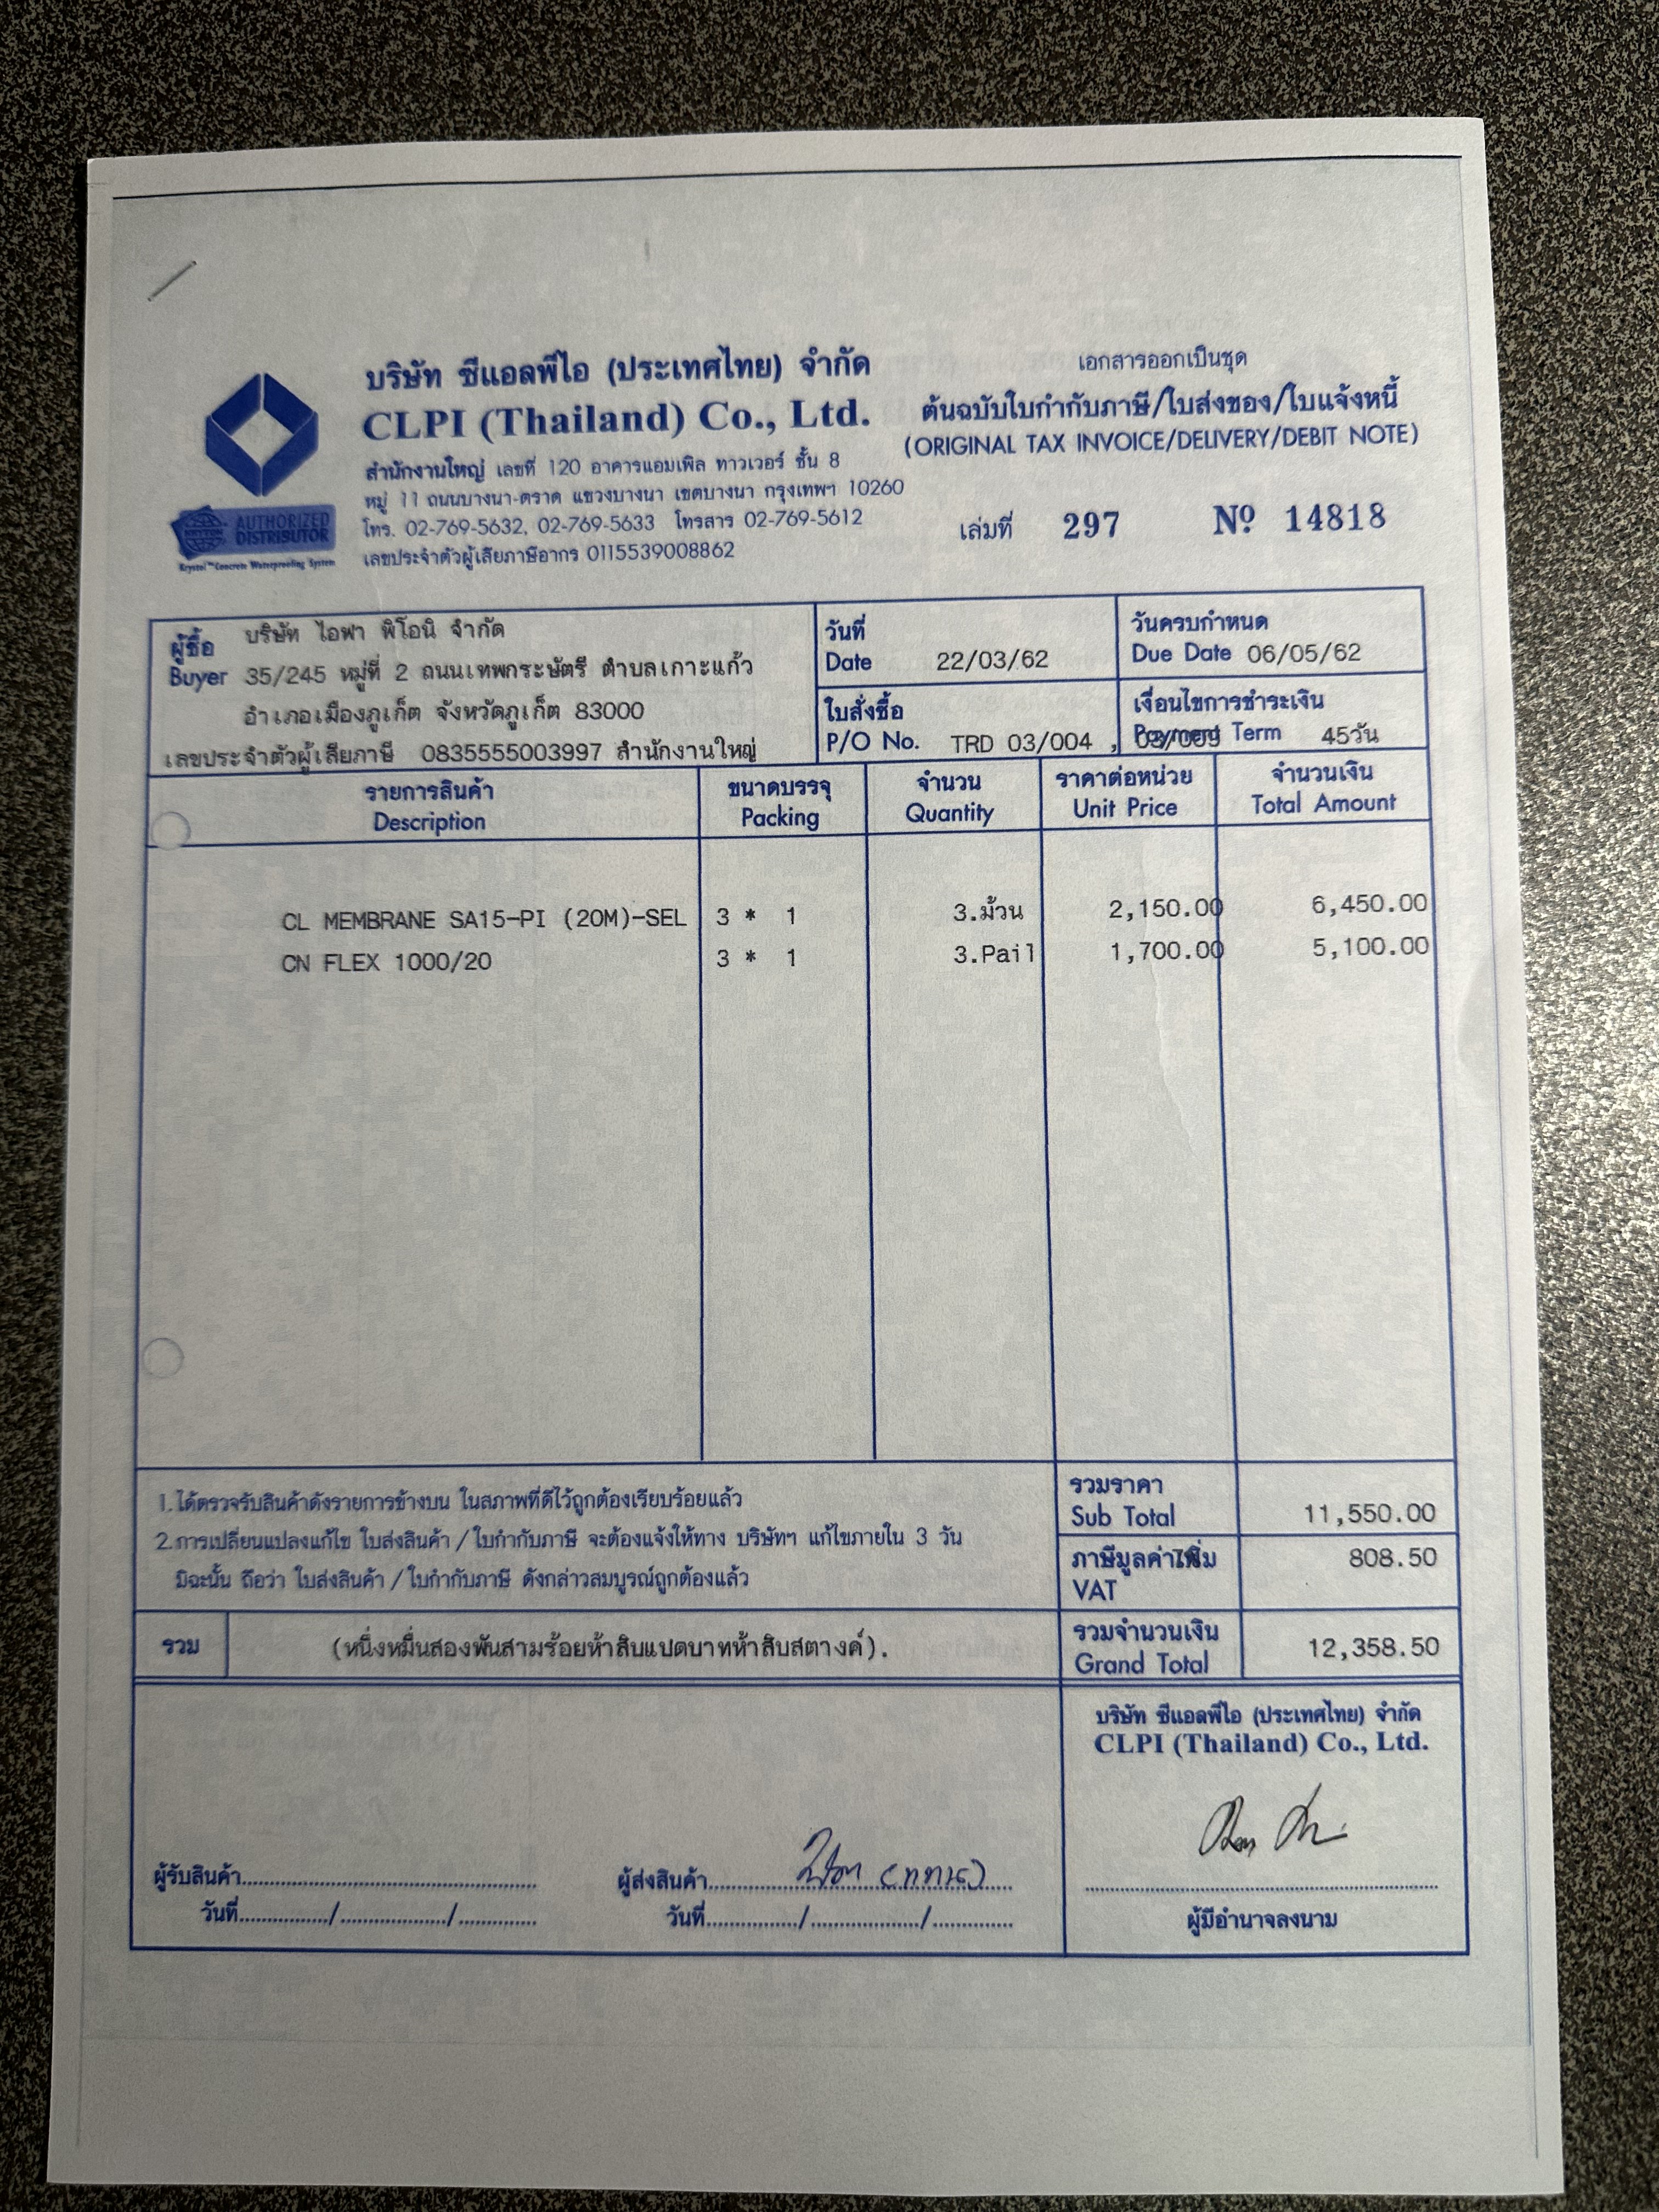 บริษัท ซีแอลพีไอ (ประเทศไทย) จำกัด
CLPI (Thailand) Co., Ltd.
สำนักงานใหญ่ เลขที่ 120 อาคารแอมเพิล ทาวเวอร์ ชั้น 8
หมู่ 11 ถนนบางนา-ตราด แขวงบางนา เขตบางนา กรุงเทพฯ 10260
โทร. 02-769-5632, 02-769-5633 โทรสาร 02-769-5612
เลขประจำตัวผู้เสียภาษีอากร 0115539008862
KRYTON AUTHORIZED
DISTRIBUTOR
Krystol™ Concrete Waterproofing System
เอกสารออกเป็นชุด
ต้นฉบับใบกำกับภาษี/ใบส่งของ/ใบแจ้งหนี้
(ORIGINAL TAX INVOICE/DELIVERY/DEBIT NOTE)
เล่มที่ 297 Nº 14818
ผู้ซื้อ บริษัท ไอฟา พิโอนิ จำกัด
Buyer 35/245 หมู่ที่ 2 ถนนเทพกระษัตรี ตำบลเกาะแก้ว
อำเภอเมืองภูเก็ต จังหวัดภูเก็ต 83000
เลขประจำตัวผู้เสียภาษี 0835555003997 สำนักงานใหญ่
วันที่
Date 22/03/62
วันครบกำหนด
Due Date 06/05/62
ใบสั่งซื้อ
P/O No. TRD 03/004 ,
เงื่อนไขการชำระเงิน
Payment Term 45วัน
รายการสินค้า ขนาดบรรจุ จำนวน ราคาต่อหน่วย จำนวนเงิน
Description Packing Quantity Unit Price Total Amount
CL MEMBRANE SA15-PI (20M)-SEL 3 * 1 3.ม้วน 2,150.00 6,450.00
CN FLEX 1000/20 3 * 1 3.Pail 1,700.00 5,100.00
1.ได้ตรวจรับสินค้าดังรายการข้างบน ในสภาพที่ดีไว้ถูกต้องเรียบร้อยแล้ว
2.การเปลี่ยนแปลงแก้ไข ใบส่งสินค้า/ใบกำกับภาษี จะต้องแจ้งให้ทาง บริษัทฯ แก้ไขภายใน 3 วัน
มิฉะนั้น ถือว่า ใบส่งสินค้า/ใบกำกับภาษี ดังกล่าวสมบูรณ์ถูกต้องแล้ว
รวมราคา
Sub Total 11,550.00
ภาษีมูลค่าเพิ่ม 808.50
VAT
รวม (หนึ่งหมื่นสองพันสามร้อยห้าสิบแปดบาทห้าสิบสตางค์).
รวมจำนวนเงิน
Grand Total 12,358.50
บริษัท ซีแอลพีไอ (ประเทศไทย) จำกัด
CLPI (Thailand) Co., Ltd.
ผู้รับสินค้า
วันที่ / /
ผู้ส่งสินค้า
วันที่ / /
ผู้มีอำนาจลงนาม